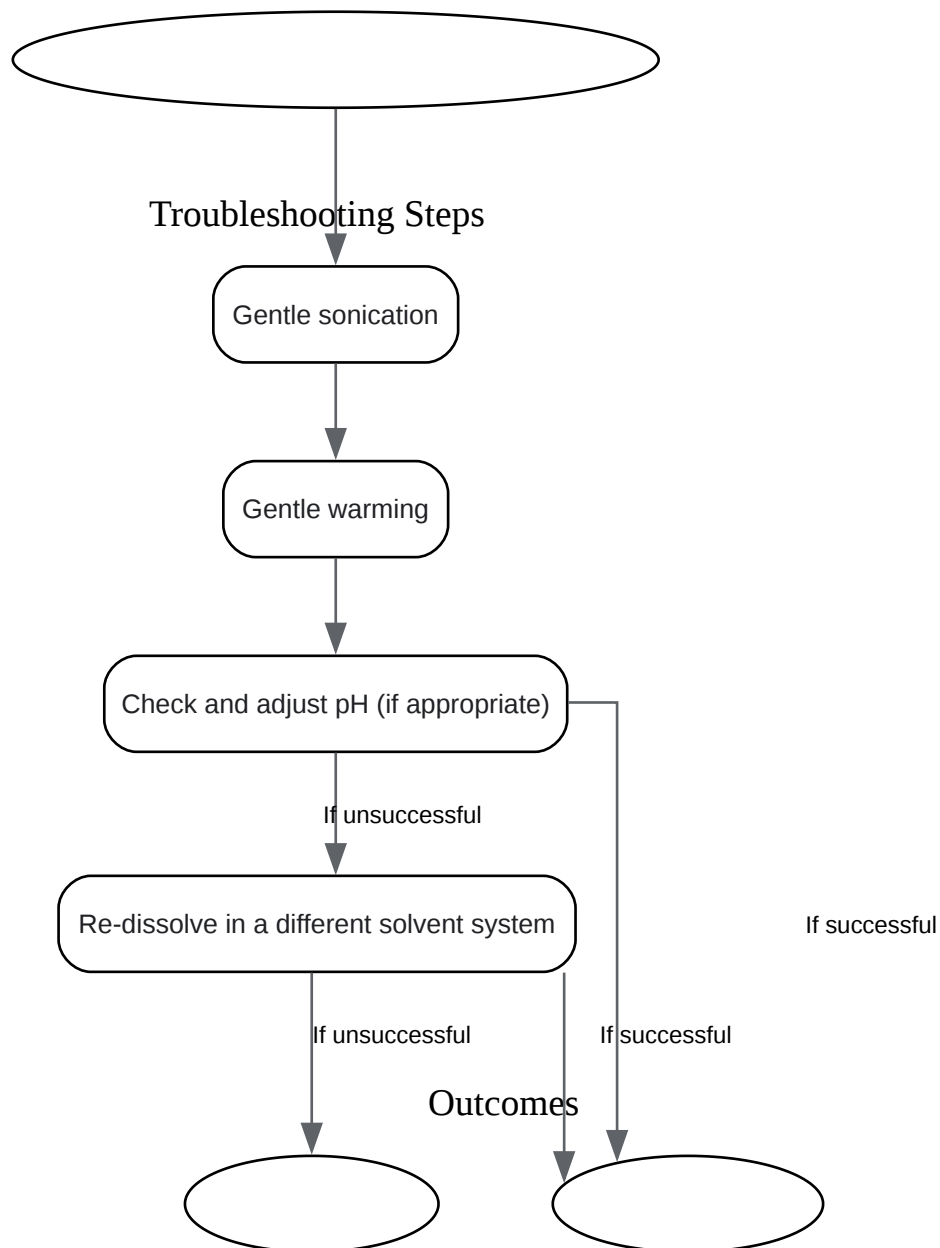 Troubleshooting Steps
Gentle sonication
Gentle warming
Check and adjust pH (if appropriate)
If unsuccessful
Re-dissolve in a different solvent system
If successful
If unsuccessful
If successful
Outcomes